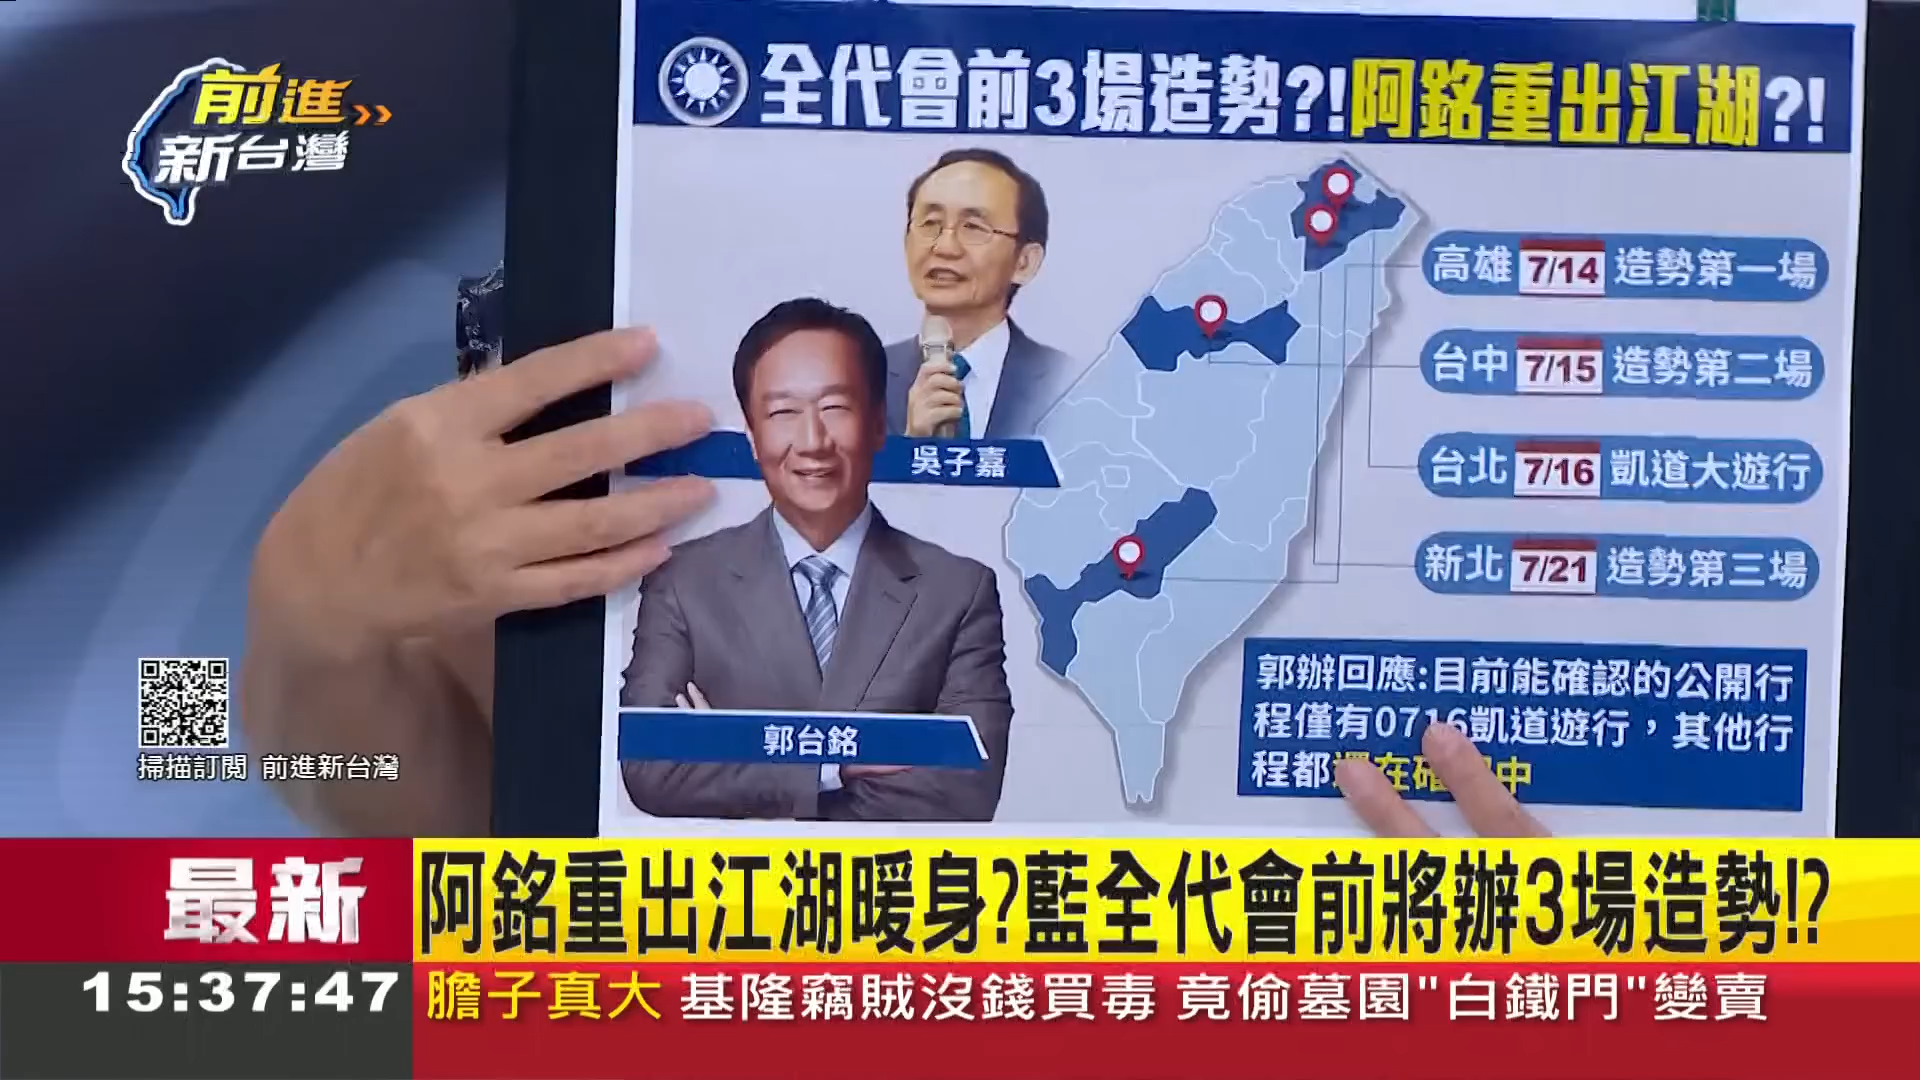 前進
新台灣
全代會前3場造勢?!阿銘重出江湖?!
高雄 7/14 造勢第一場
台中 7/15 造勢第二場
台北 7/16 凱道大遊行
新北 7/21 造勢第三場
吳子嘉
郭台銘
郭辦回應:目前能確認的公開行
程僅有0716凱道遊行，其他行
程都還在確認中
掃描訂閱 前進新台灣
最新
阿銘重出江湖暖身?藍全代會前將辦3場造勢!?
15:37:47
膽子真大 基隆竊賊沒錢買毒 竟偷墓園"白鐵門"變賣